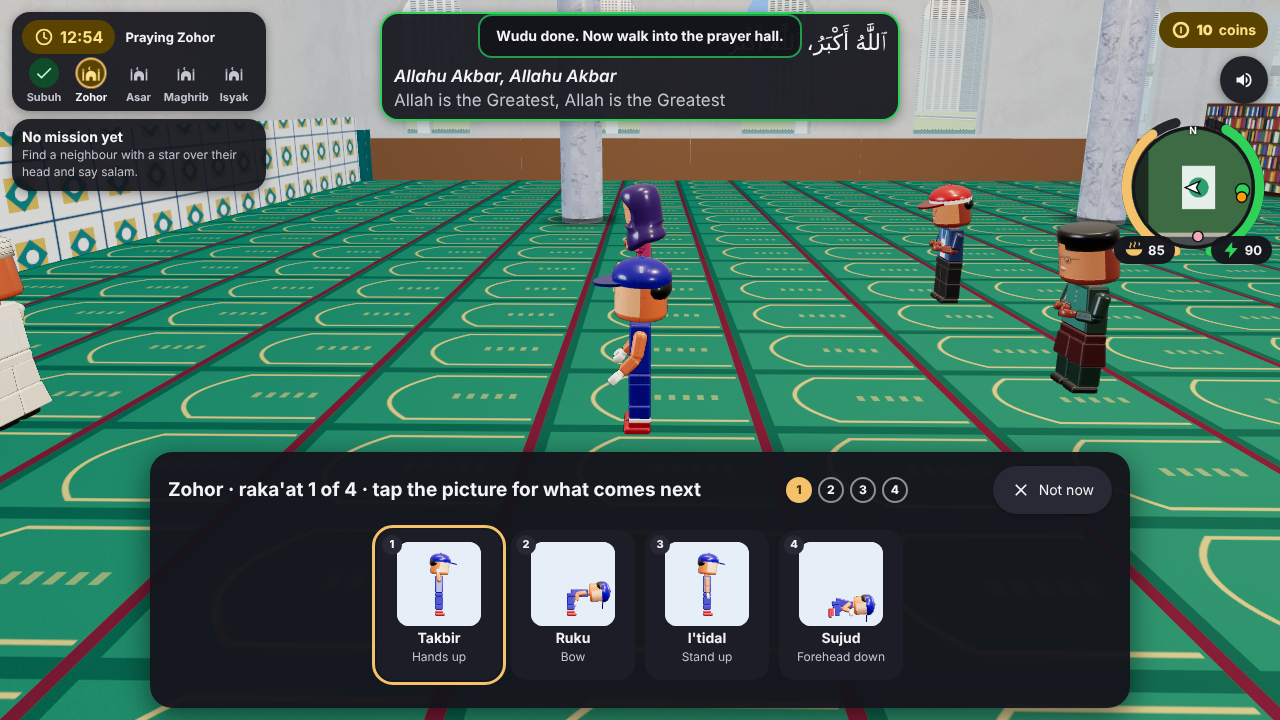 12:54
Praying Zohor
Subuh
Zohor
Asar
Maghrib
Isyak
No mission yet
Find a neighbour with a star over their
head and say salam.
Wudu done. Now walk into the prayer hall.
ٱللَّٰهُ أَكْبَرُ،
Allahu Akbar, Allahu Akbar
Allah is the Greatest, Allah is the Greatest
10 coins
N
85
90
Zohor · raka'at 1 of 4 · tap the picture for what comes next
1 2 3 4
Not now
1
Takbir
Hands up
2
Ruku
Bow
3
I'tidal
Stand up
4
Sujud
Forehead down